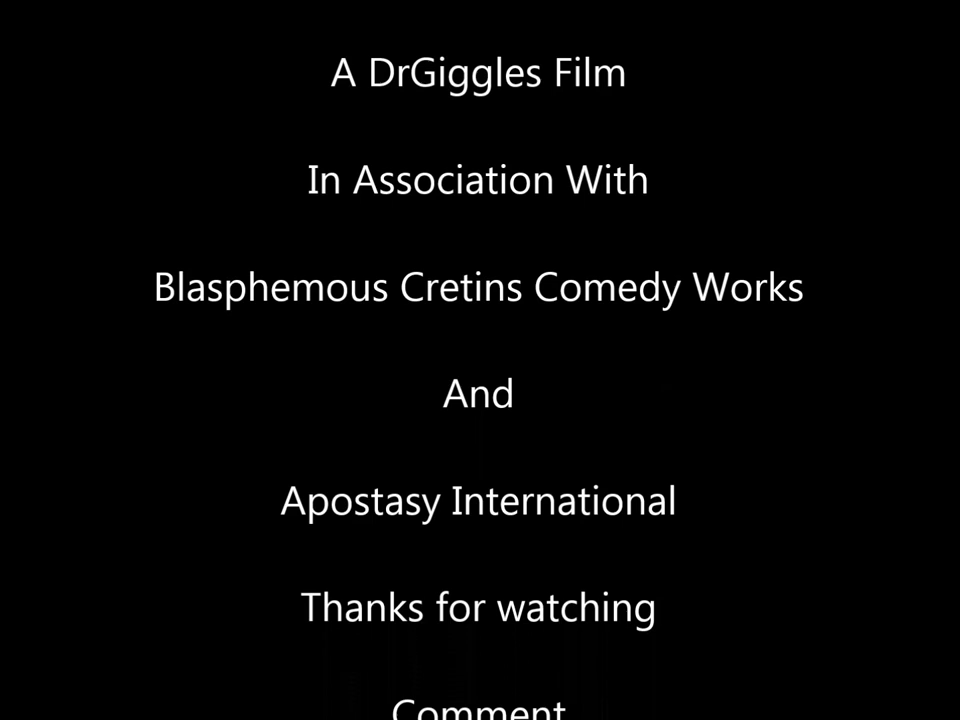 A DrGiggles Film
In Association With
Blasphemous Cretins Comedy Works
And
Apostasy International
Thanks for watching
Comment